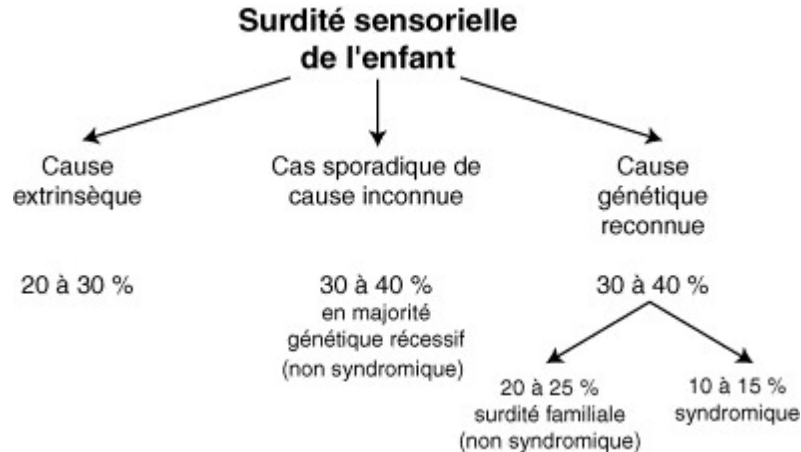 Surdité sensorielle
de l'enfant
Cause
extrinsèque
20 à 30 %
Cas sporadique de
cause inconnue
30 à 40 %
en majorité
génétique récessif
(non syndromique)
Cause
génétique
reconnue
30 à 40 %
20 à 25 %
surdité familiale
(non syndromique)
10 à 15 %
syndromique